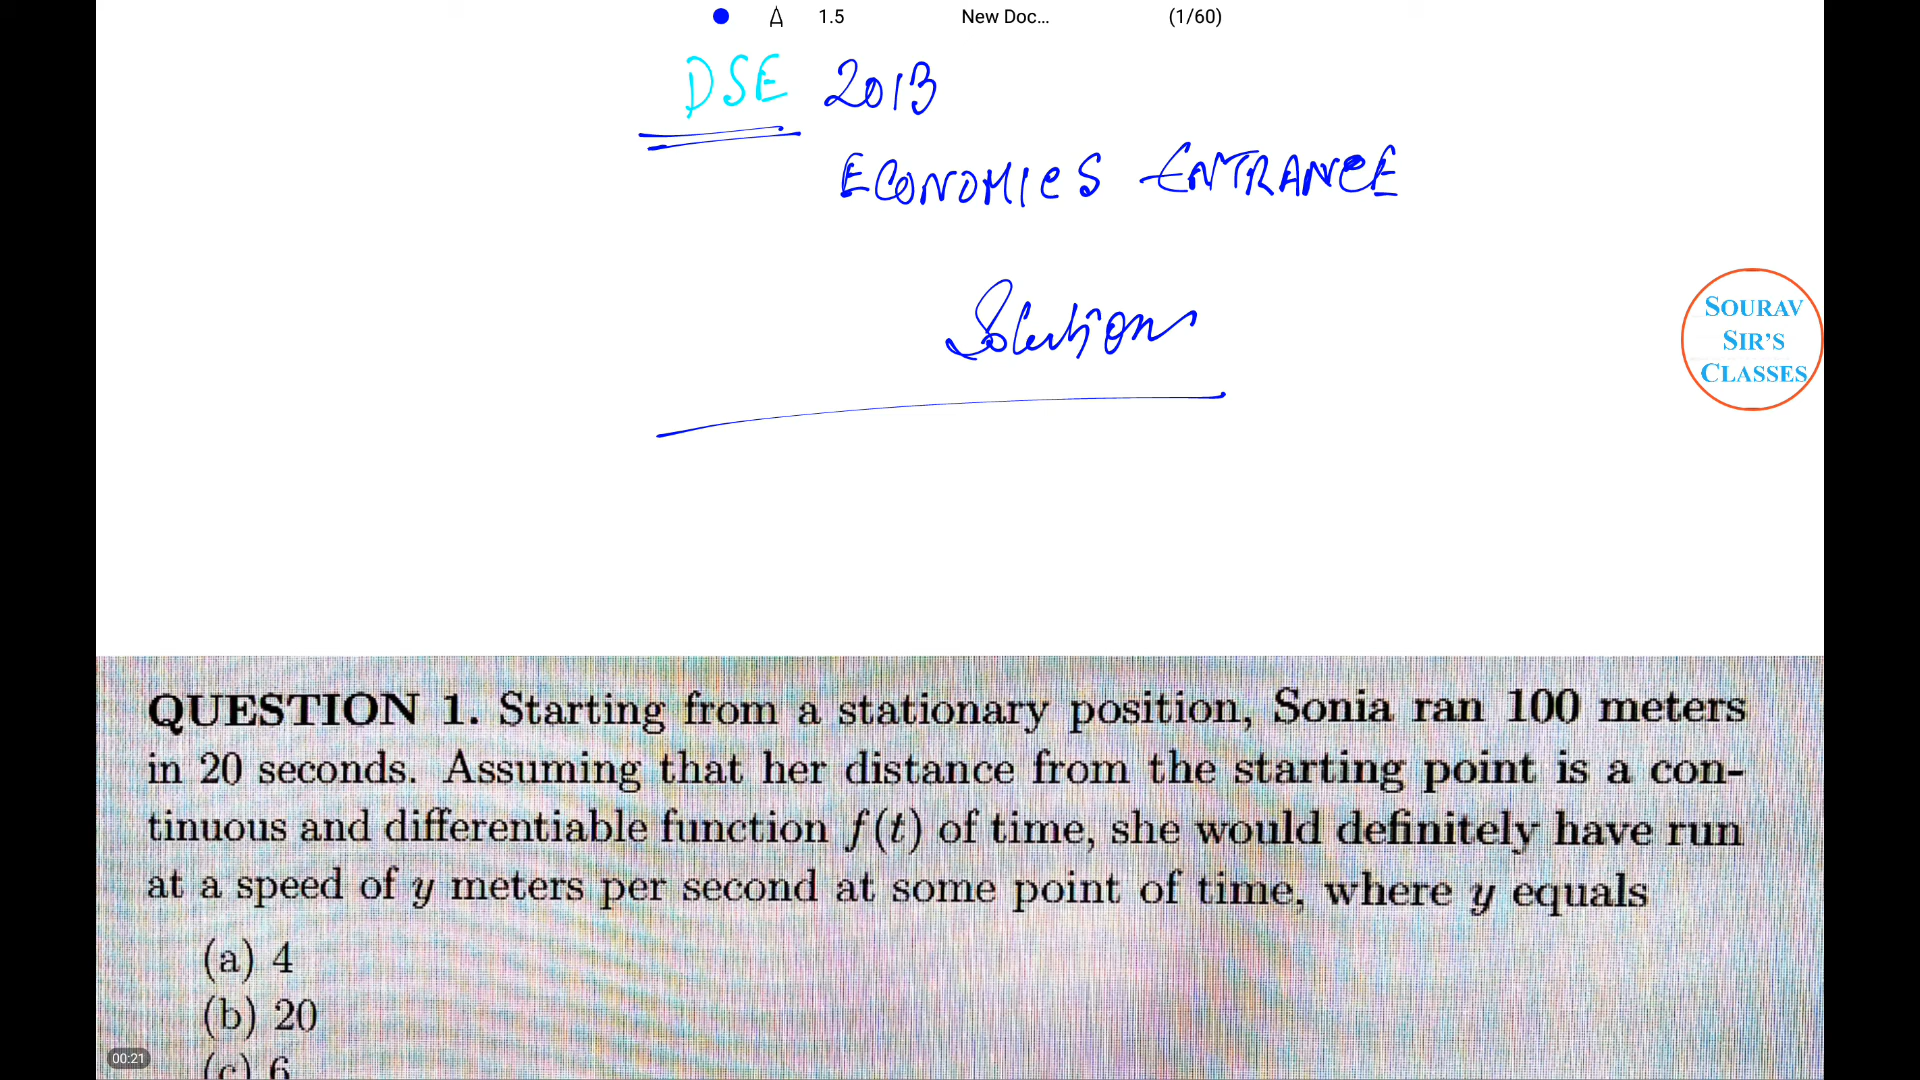 1.5 New Doc... (1/60)
DSE 2013
ECONOMICS ENTRANCE
Solutions
SOURAV
SIR'S
CLASSES
QUESTION 1. Starting from a stationary position, Sonia ran 100 meters
in 20 seconds. Assuming that her distance from the starting point is a con-
tinuous and differentiable function f(t) of time, she would definitely have run
at a speed of y meters per second at some point of time, where y equals
(a) 4
(b) 20
(c) 6
00:21